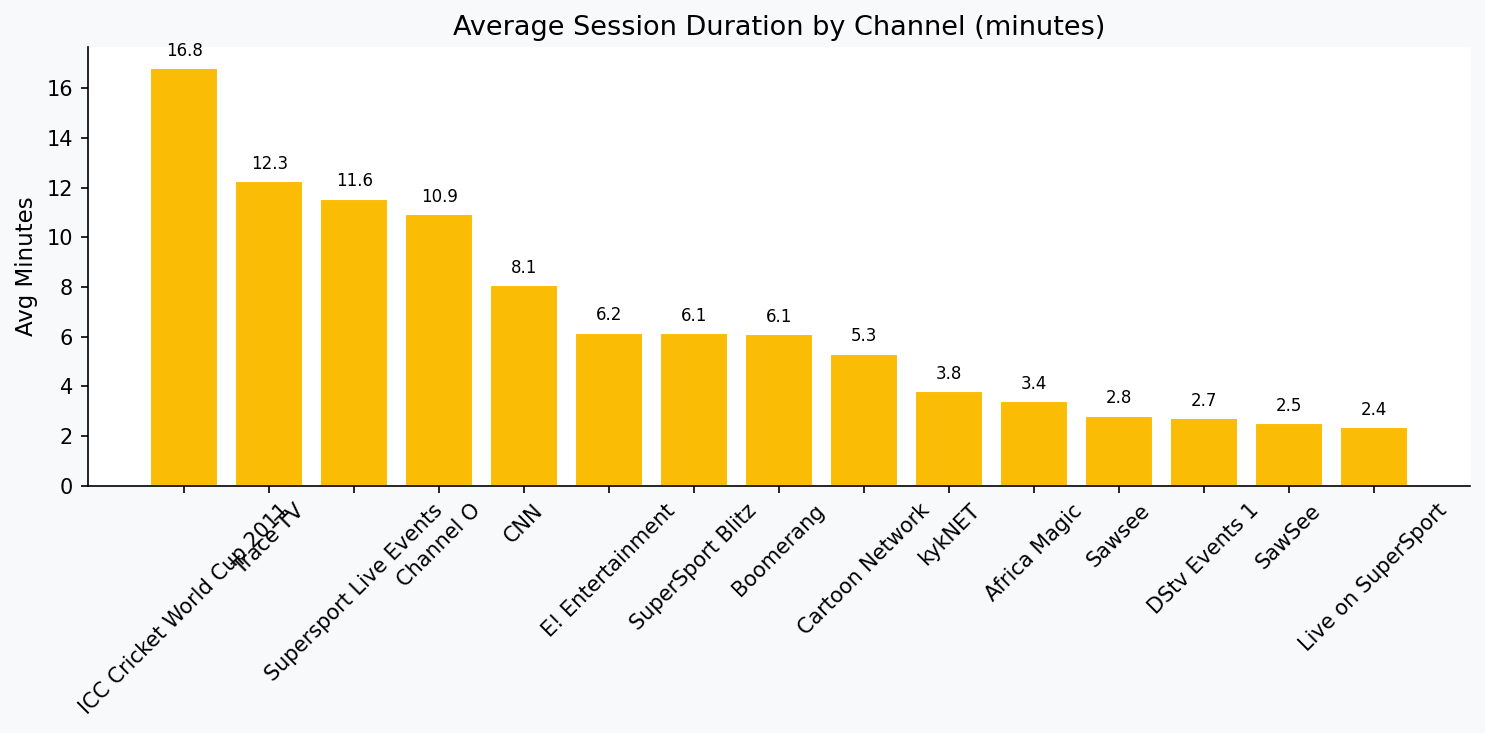 Average Session Duration by Channel (minutes)
Avg Minutes
16
14
12
10
8
6
4
2
0
16.8
12.3
11.6
10.9
8.1
6.2
6.1
6.1
5.3
3.8
3.4
2.8
2.7
2.5
2.4
ICC Cricket World Cup 2011
Trace TV
Supersport Live Events
Channel O
CNN
E! Entertainment
SuperSport Blitz
Boomerang
Cartoon Network
kykNET
Africa Magic
Sawsee
DStv Events 1
SawSee
Live on SuperSport